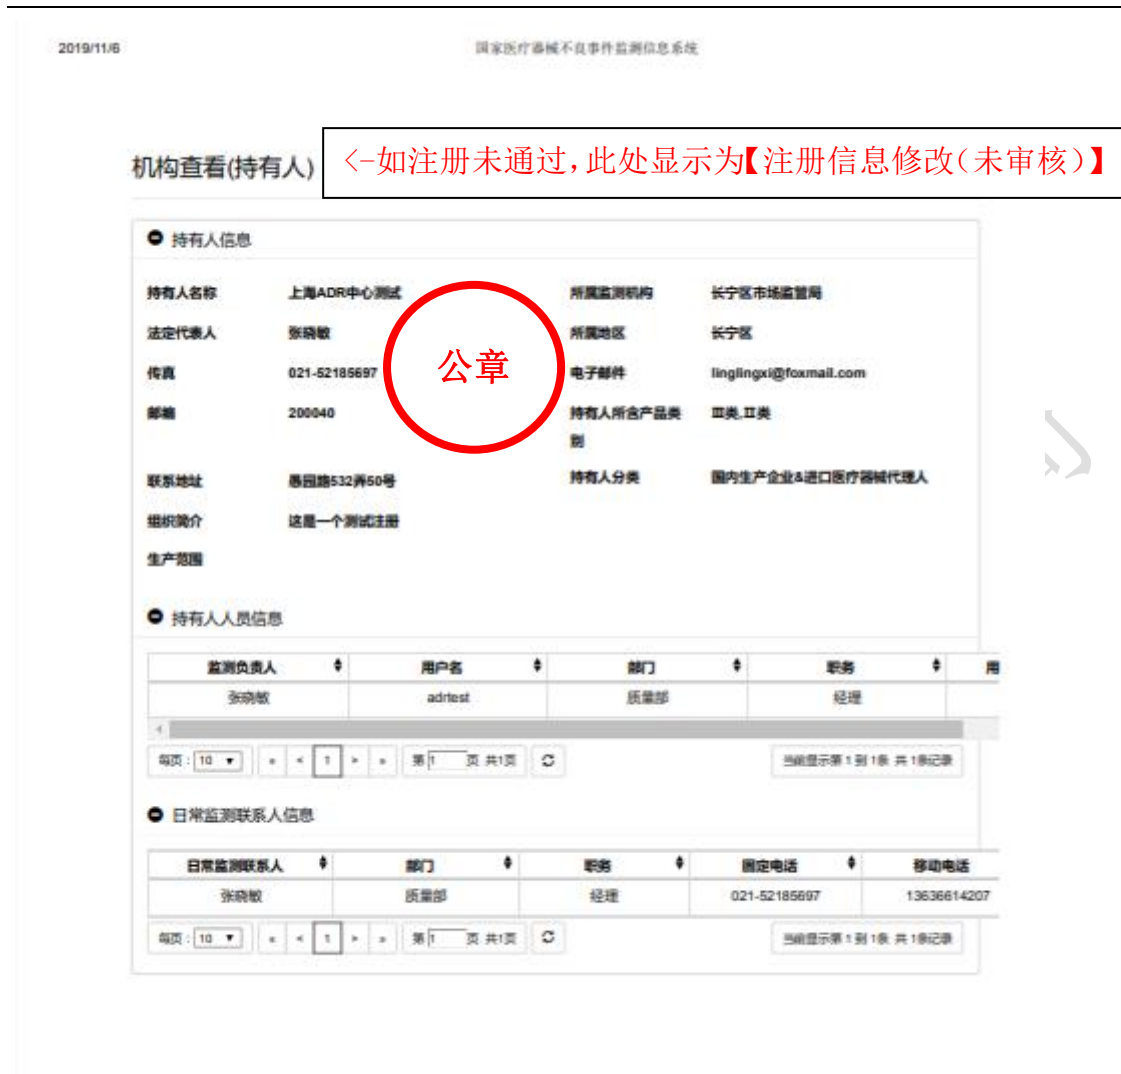 2019/11/6 国家医疗器械不良事件监测信息系统
机构查看(持有人) <-如注册未通过,此处显示为【注册信息修改(未审核)】
持有人信息
持有人名称 上海ADR中心测试 所属监测机构 长宁区市场监管局
法定代表人 张晓敏 所属地区 长宁区
公章
传真 021-52185697 电子邮件 linglingxi@foxmail.com
邮编 200040 持有人所含产品类 III类,II类
别
联系地址 愚园路532弄50号 持有人分类 国内生产企业&进口医疗器械代理人
组织简介 这是一个测试注册
生产范围
持有人人员信息
监测负责人 用户名 部门 职务 用
张晓敏 adrtest 质量部 经理
每页: 10 « < 1 > » 第 1 页 共1页 当前显示第 1 到 1条 共 1条记录
日常监测联系人信息
日常监测联系人 部门 职务 固定电话 移动电话
张晓敏 质量部 经理 021-52185697 13636614207
每页: 10 « < 1 > » 第 1 页 共1页 当前显示第 1 到 1条 共 1条记录